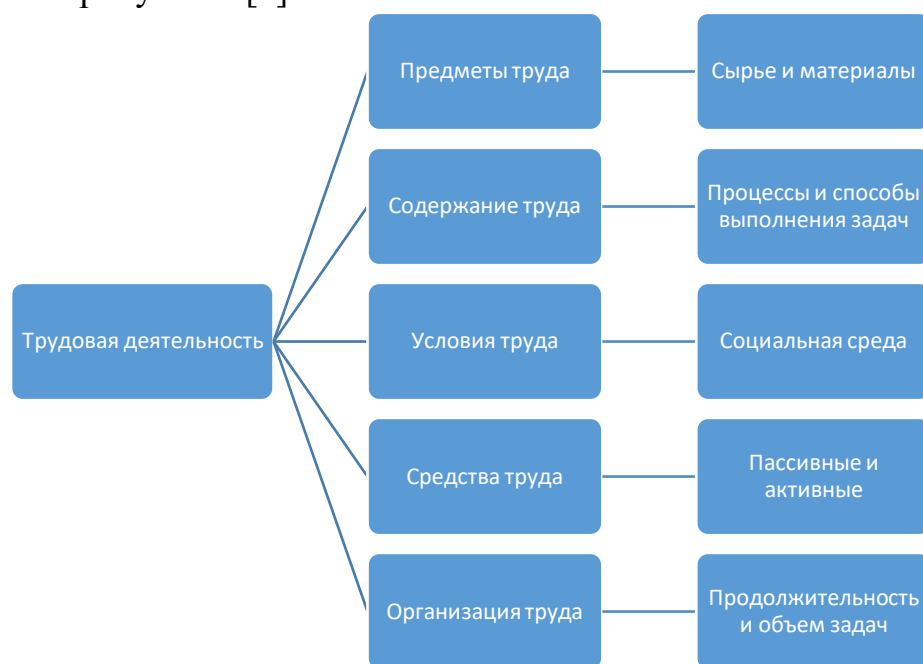 Предметы труда
Сырье и материалы
Содержание труда
Процессы и способы
выполнения задач
Трудовая деятельность
Условия труда
Социальная среда
Средства труда
Пассивные и
активные
Организация труда
Продолжительность
и объем задач